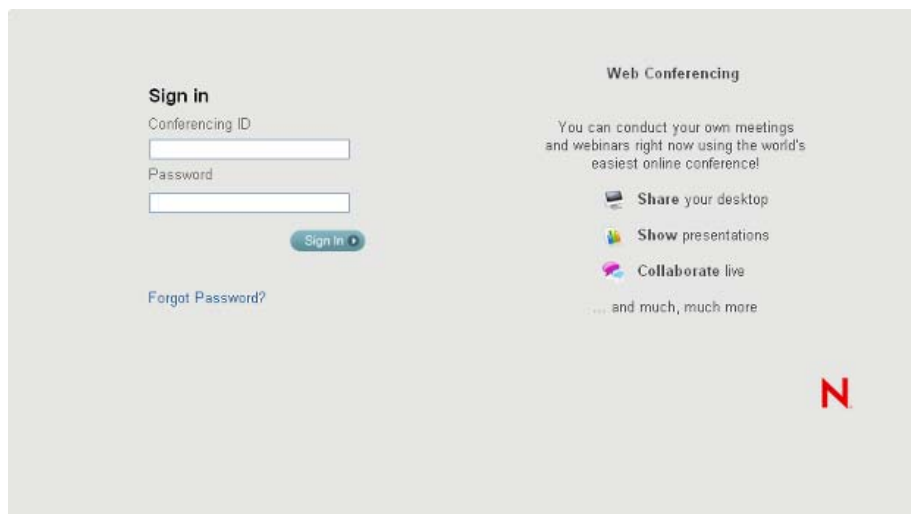 Sign in
Conferencing ID
Password
Sign In
Forgot Password?
Web Conferencing
You can conduct your own meetings
and webinars right now using the world's
easiest online conference!
Share your desktop
Show presentations
Collaborate live
... and much, much more
N